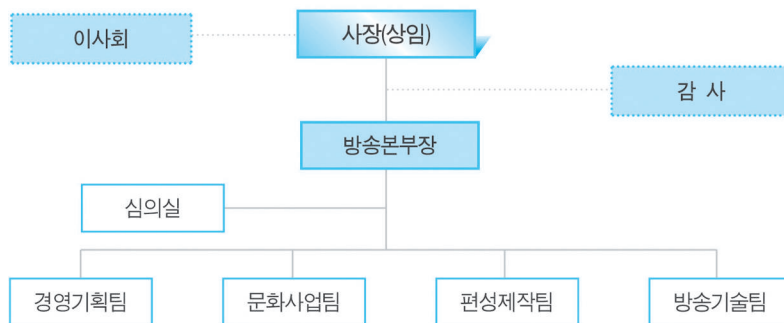 이사회
사장(상임)
감 사
방송본부장
심의실
경영기획팀
문화사업팀
편성제작팀
방송기술팀